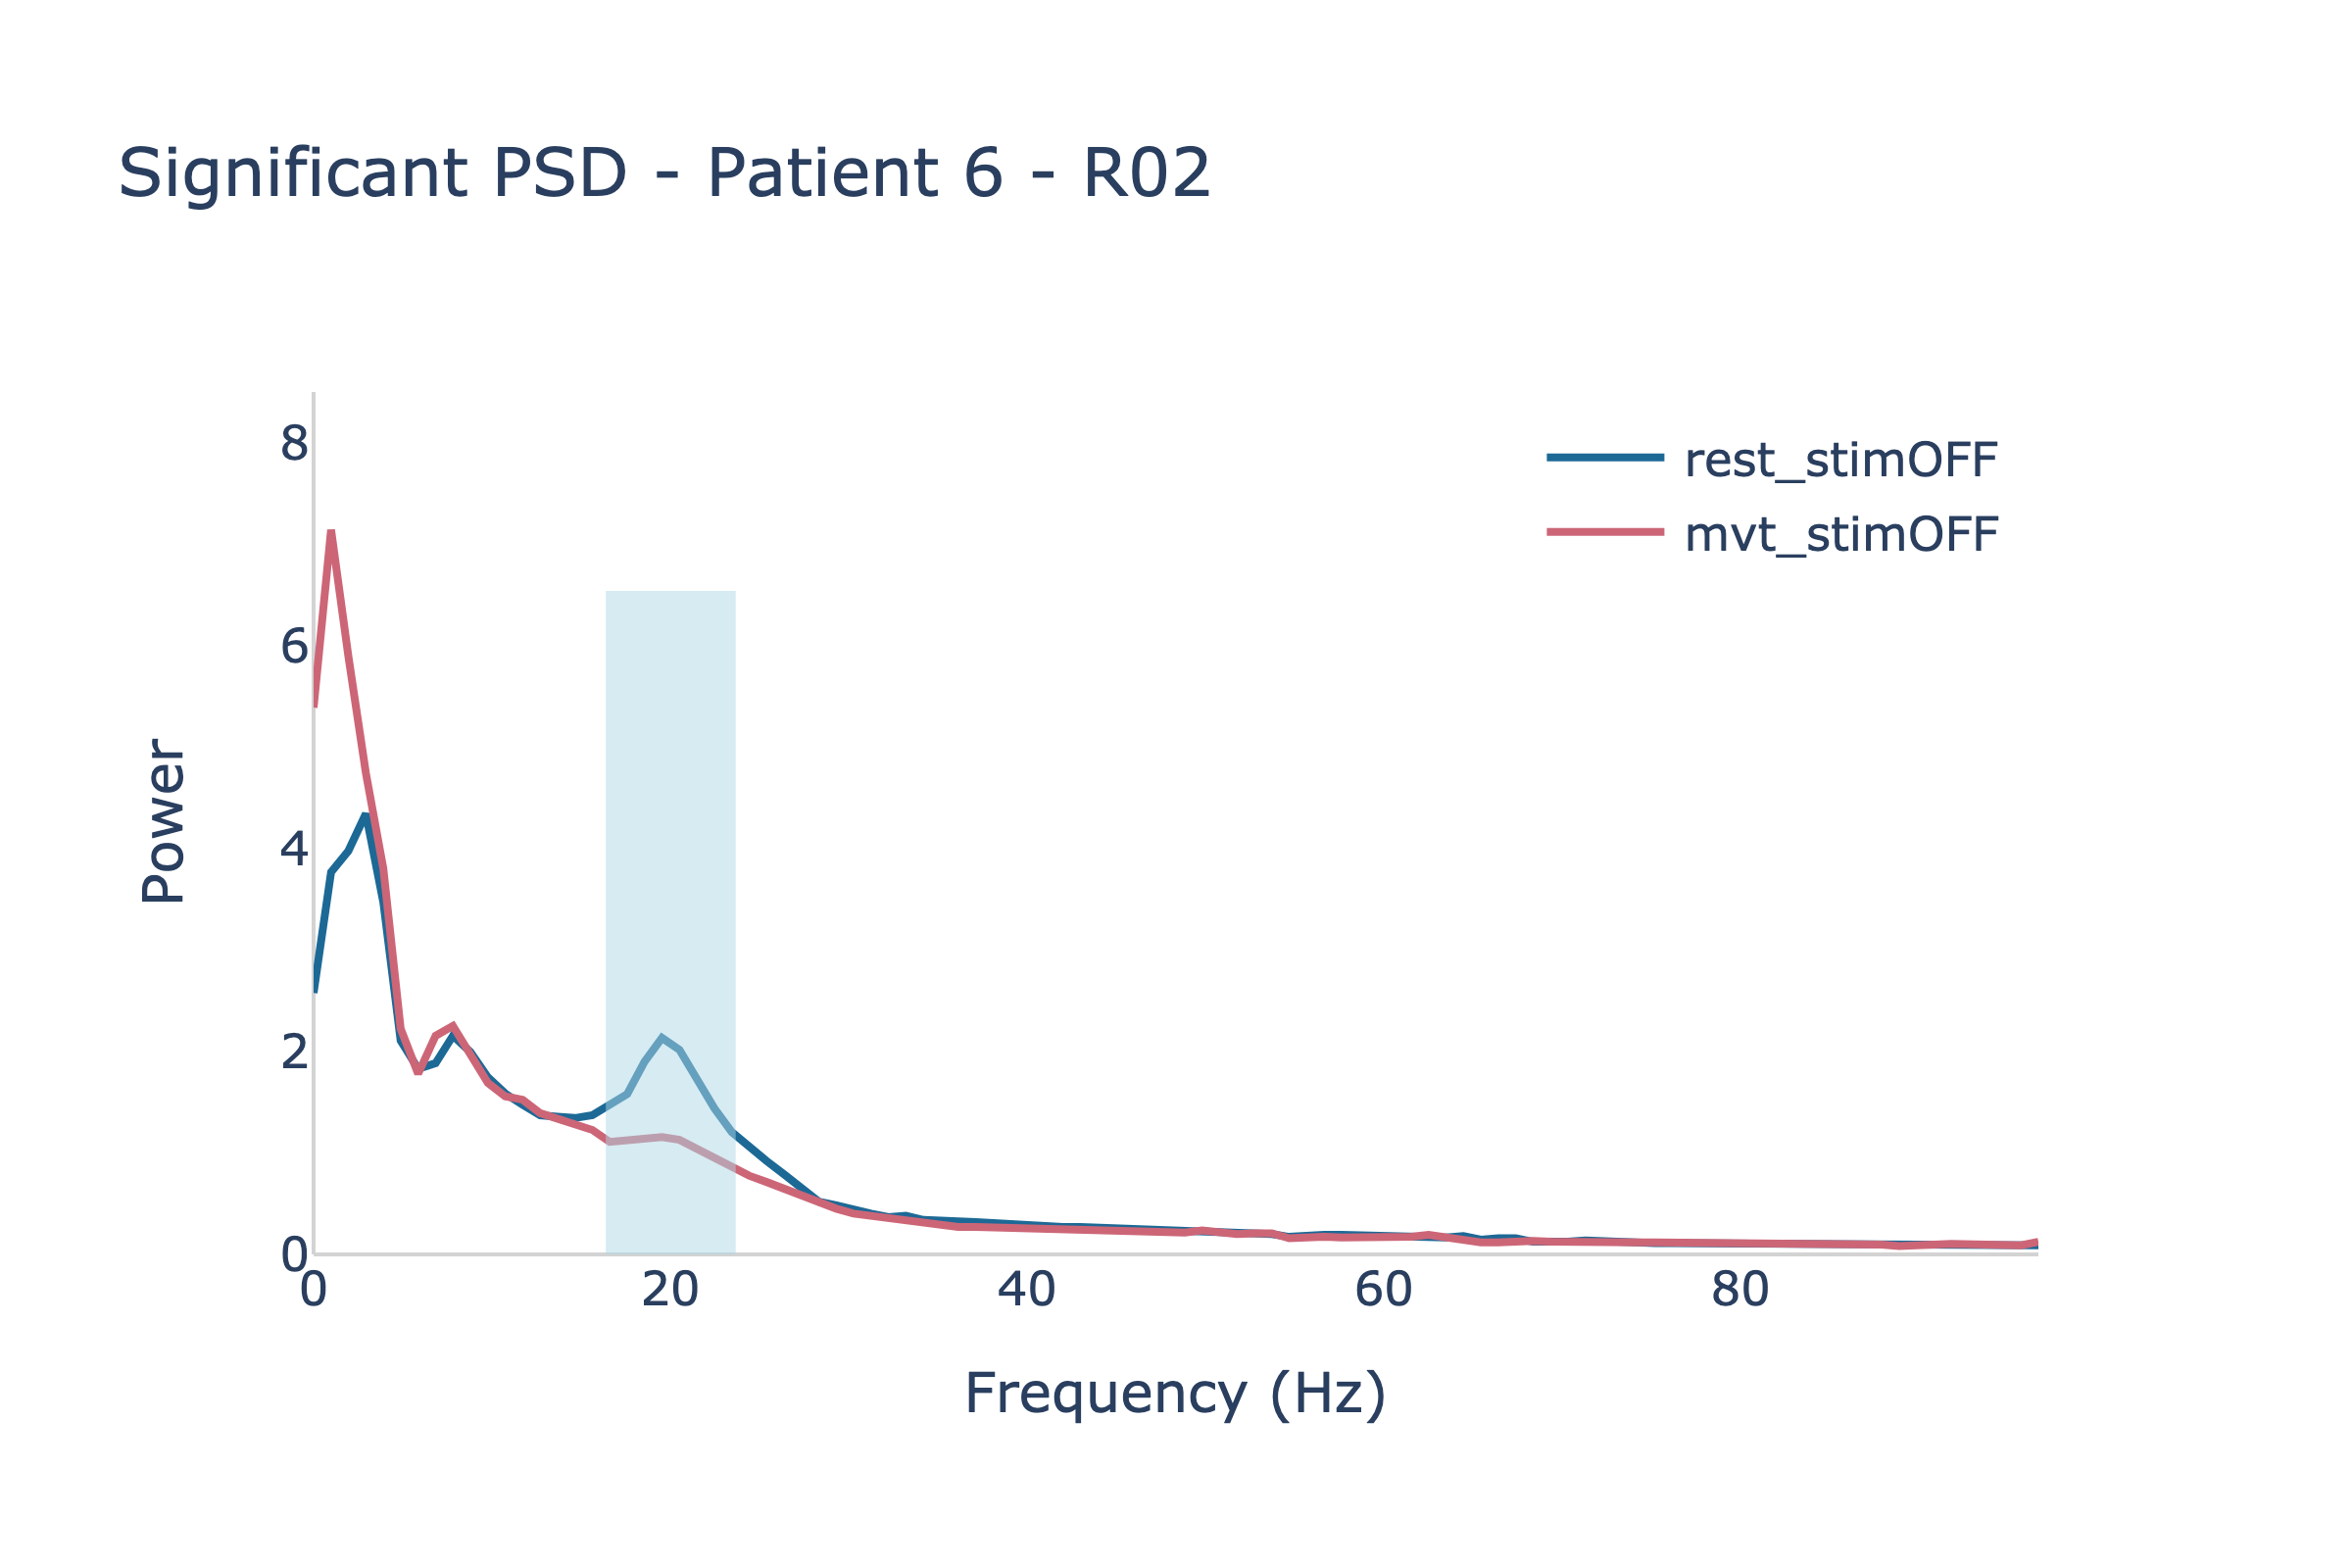 Significant PSD - Patient 6 - R02
rest_stimOFF
mvt_stimOFF
8
6
4
2
0
Power
0 20 40 60 80
Frequency (Hz)